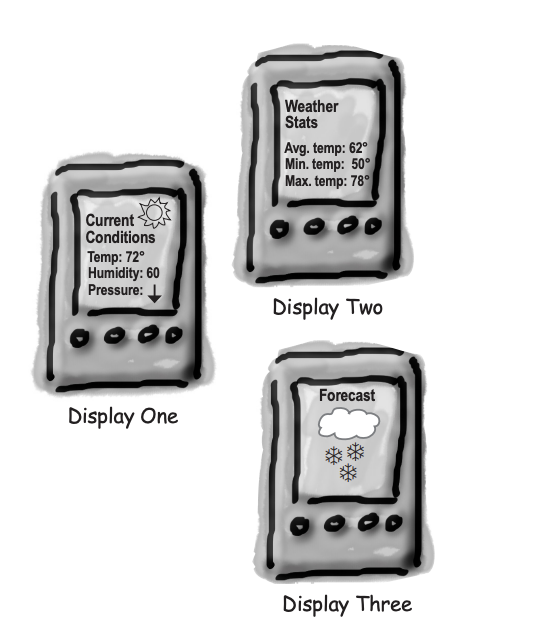 Weather
Stats
Avg. temp: 62°
Min. temp: 50°
Max. temp: 78°
Display Two
Current
Conditions
Temp: 72°
Humidity: 60
Pressure:
Display One
Forecast
Display Three